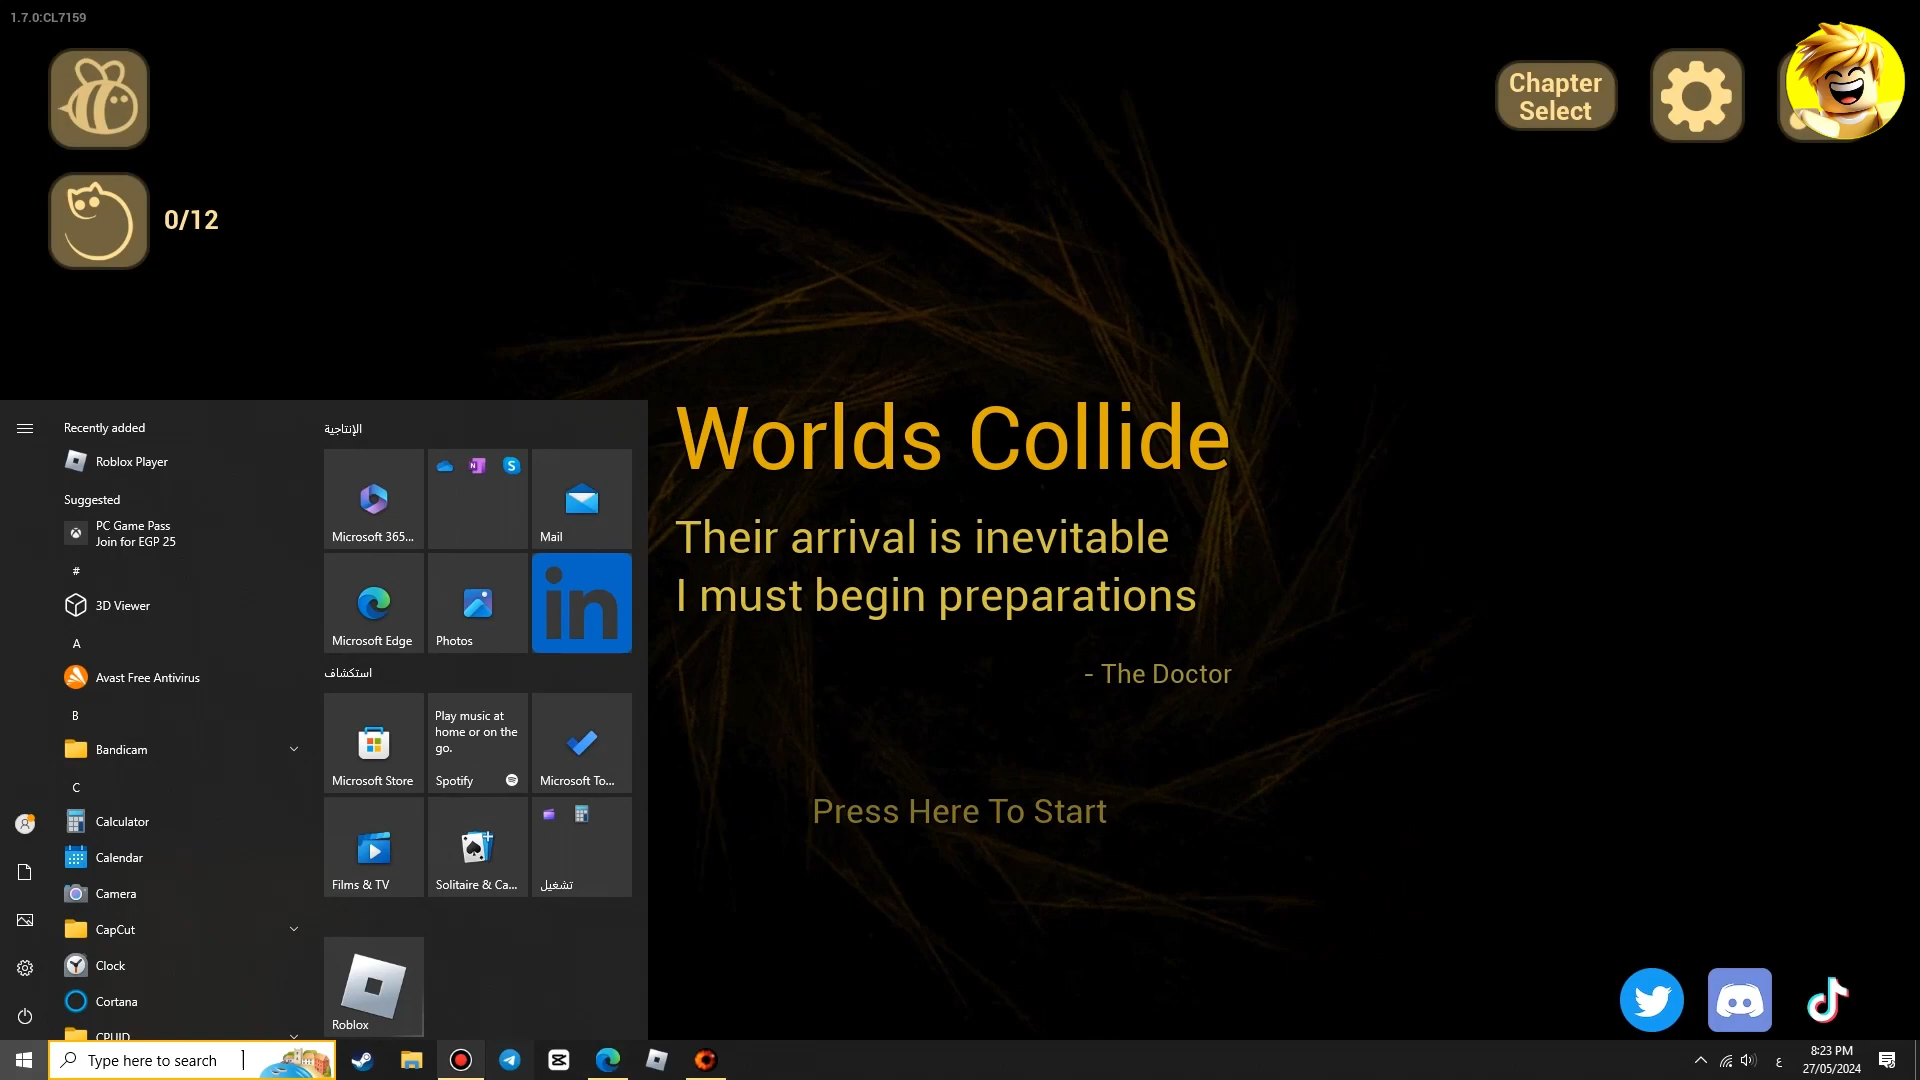 1.7.0:CL7159
Chapter
Select
0/12
Worlds Collide
Their arrival is inevitable
I must begin preparations
- The Doctor
Press Here To Start
Recently added
Roblox Player
Suggested
PC Game Pass
Join for EGP 25
#
3D Viewer
A
Avast Free Antivirus
B
Bandicam
C
Calculator
Calendar
Camera
CapCut
Clock
Cortana
CPUID
الإنتاجية
Microsoft 365...
Mail
Microsoft Edge
Photos
in
استكشاف
Microsoft Store
Play music at
home or on the
go.
Spotify
Microsoft To...
Films & TV
Solitaire & Ca...
تشغيل
Roblox
Type here to search
ع
8:23 PM
27/05/2024